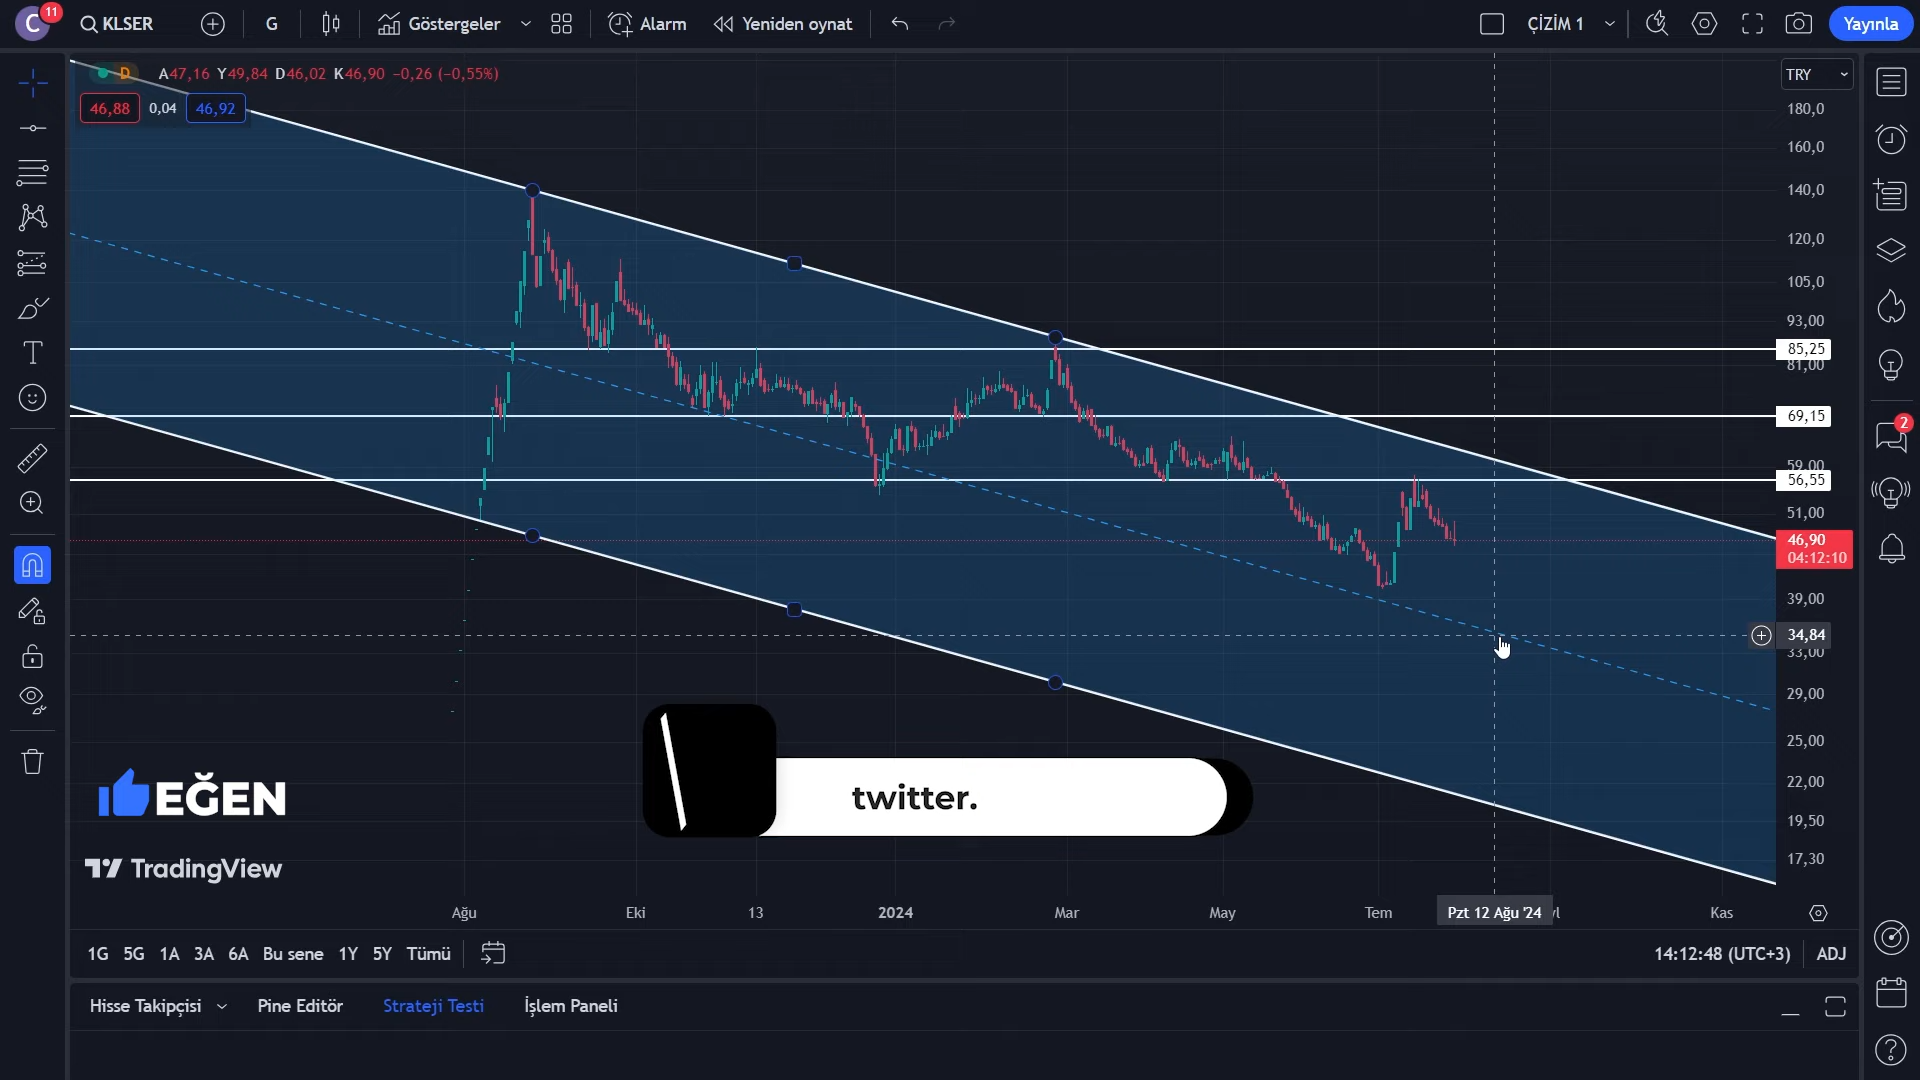 C 11 KLSER G Göstergeler Alarm Yeniden oynat ÇİZİM 1 Yayınla
D A47,16 Y49,84 D46,02 K46,90 −0,26 (−0,55%) TRY
46,88 0,04 46,92
180,0
160,0
140,0
120,0
105,0
93,00
85,25
81,00
69,15
59,00
56,55
51,00
46,90
04:12:10
39,00
34,84
33,00
29,00
25,00
22,00
19,50
17,30
2
EĞEN
twitter.
TradingView
Ağu Eki 13 2024 Mar May Tem Pzt 12 Ağu '24 Kas
1G 5G 1A 3A 6A Bu sene 1Y 5Y Tümü 14:12:48 (UTC+3) ADJ
Hisse Takipçisi Pine Editör Strateji Testi İşlem Paneli